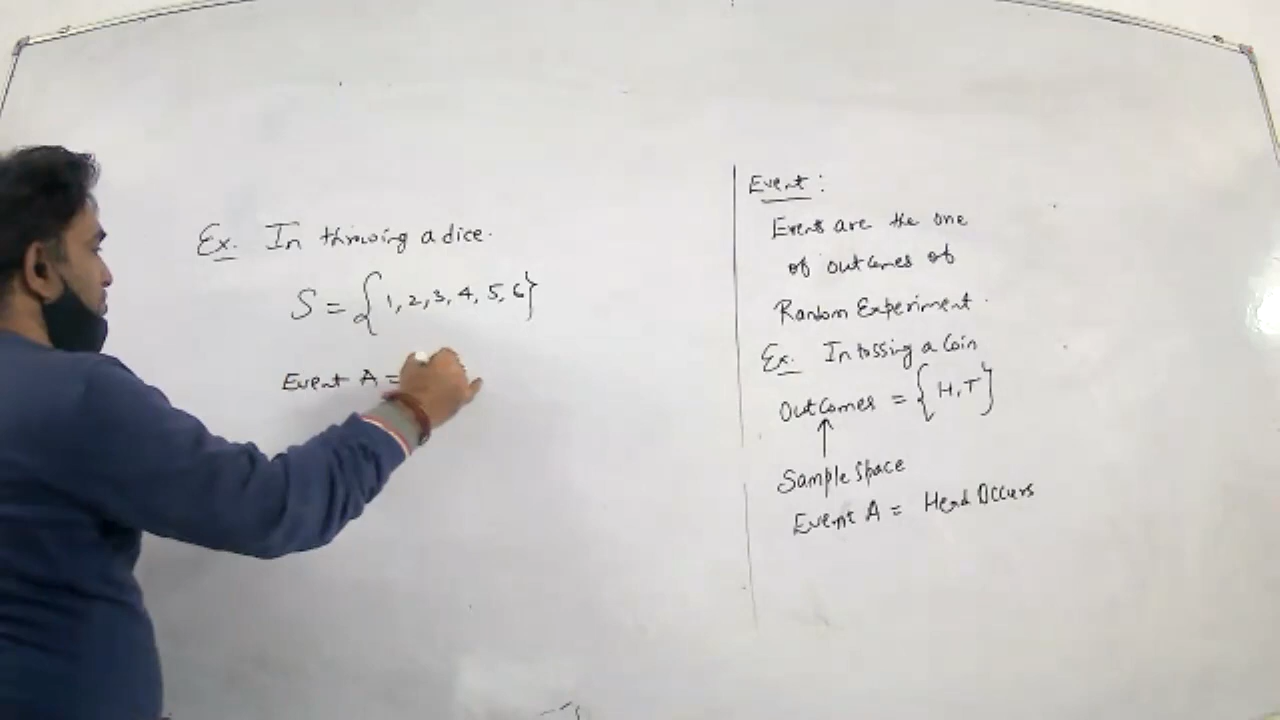 Ex. In throwing a dice.
S = {1, 2, 3, 4, 5, 6}
Event A =
Event :
Event are the one
of outcomes of
Random Experiment.
Ex. In tossing a Coin
Outcomes = {H, T}
↑
Sample Space
Event A = Head Occurs